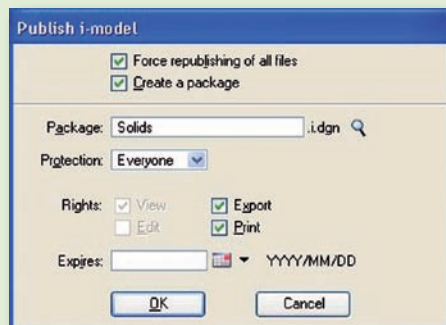 Publish i-model
Force republishing of all files
Create a package
Package: Solids .i.dgn
Protection: Everyone
Rights: View Export
Edit Print
Expires: YYYY/MM/DD
OK Cancel